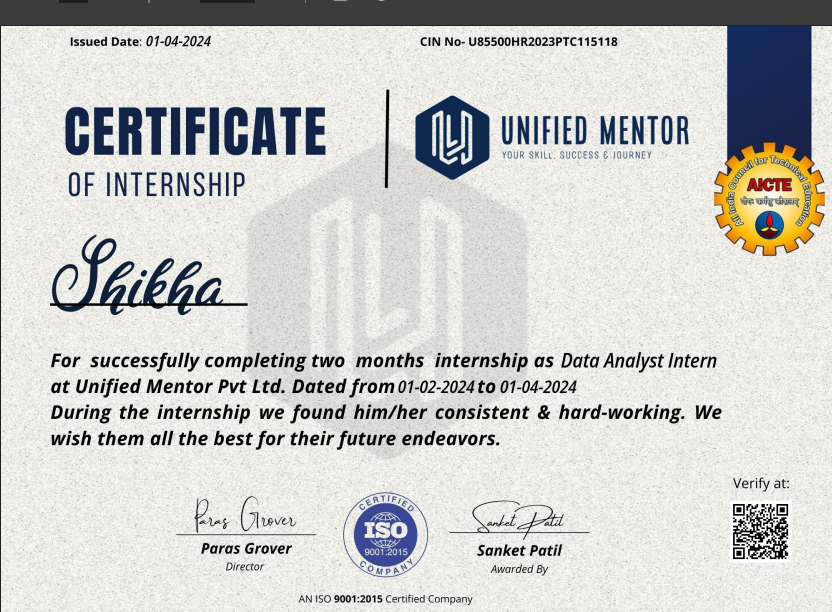 Issued Date: 01-04-2024
CIN No- U85500HR2023PTC115118
CERTIFICATE
OF INTERNSHIP
UNIFIED MENTOR
YOUR SKILL, SUCCESS & JOURNEY
All India Council for Technical Education
AICTE
योगः कर्मसु कौशलम्
Shikha
For successfully completing two months internship as Data Analyst Intern
at Unified Mentor Pvt Ltd. Dated from 01-02-2024 to 01-04-2024
During the internship we found him/her consistent & hard-working. We
wish them all the best for their future endeavors.
Verify at:
Paras Grover
Paras Grover
Director
CERTIFIED
ISO
9001:2015
COMPANY
Sanket Patil
Sanket Patil
Awarded By
AN ISO 9001:2015 Certified Company